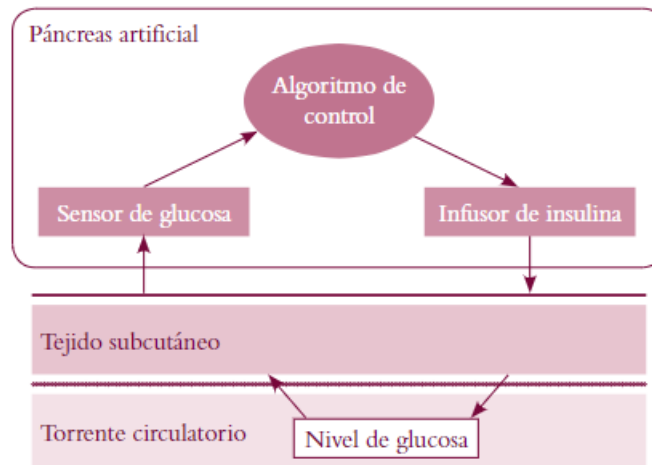 Páncreas artificial
Algoritmo de
control
Sensor de glucosa
Infusor de insulina
Tejido subcutáneo
Torrente circulatorio
Nivel de glucosa